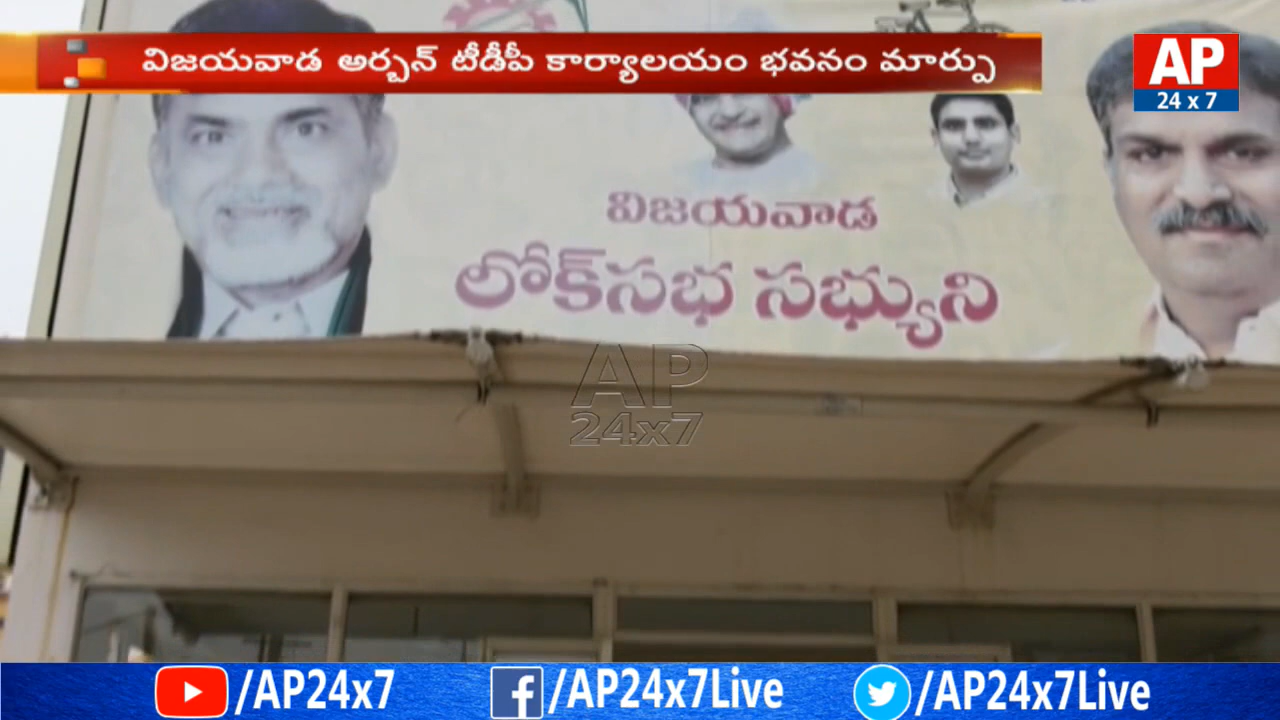 విజయవాడ అర్బన్ టీడీపీ కార్యాలయం భవనం మార్పు
AP
24 x 7
విజయవాడ
లోక్‌సభ సభ్యుని
AP
24x7
/AP24x7
/AP24x7Live
/AP24x7Live